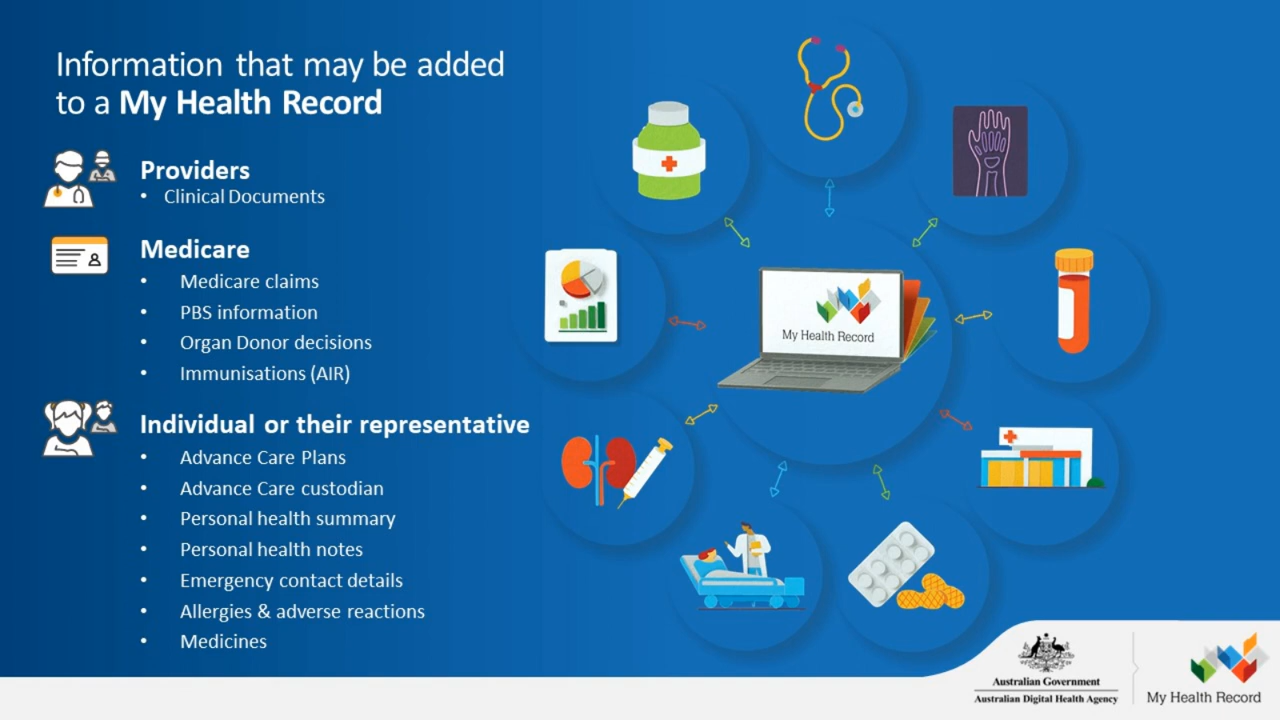 Information that may be added
to a My Health Record
Providers
• Clinical Documents
Medicare
• Medicare claims
• PBS information
• Organ Donor decisions
• Immunisations (AIR)
Individual or their representative
• Advance Care Plans
• Advance Care custodian
• Personal health summary
• Personal health notes
• Emergency contact details
• Allergies & adverse reactions
• Medicines
My Health Record
Australian Government
Australian Digital Health Agency
My Health Record